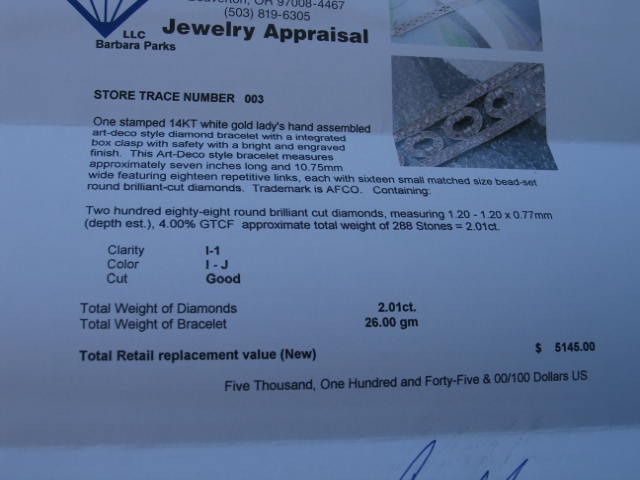 Beaverton, OR 97008-4467
(503) 819-6305
LLC
Jewelry Appraisal
Barbara Parks
STORE TRACE NUMBER 003
One stamped 14KT white gold lady's hand assembled
art-deco style diamond bracelet with a integrated
box clasp with safety with a bright and engraved
finish. This Art-Deco style bracelet measures
approximately seven inches long and 10.75mm
wide featuring eighteen repetitive links, each with sixteen small matched size bead-set
round brilliant-cut diamonds. Trademark is AFCO. Containing:
Two hundred eighty-eight round brilliant cut diamonds, measuring 1.20 - 1.20 x 0.77mm
(depth est.), 4.00% GTCF approximate total weight of 288 Stones = 2.01ct.
Clarity I-1
Color I - J
Cut Good
Total Weight of Diamonds 2.01ct.
Total Weight of Bracelet 26.00 gm
Total Retail replacement value (New) $ 5145.00
Five Thousand, One Hundred and Forty-Five & 00/100 Dollars US